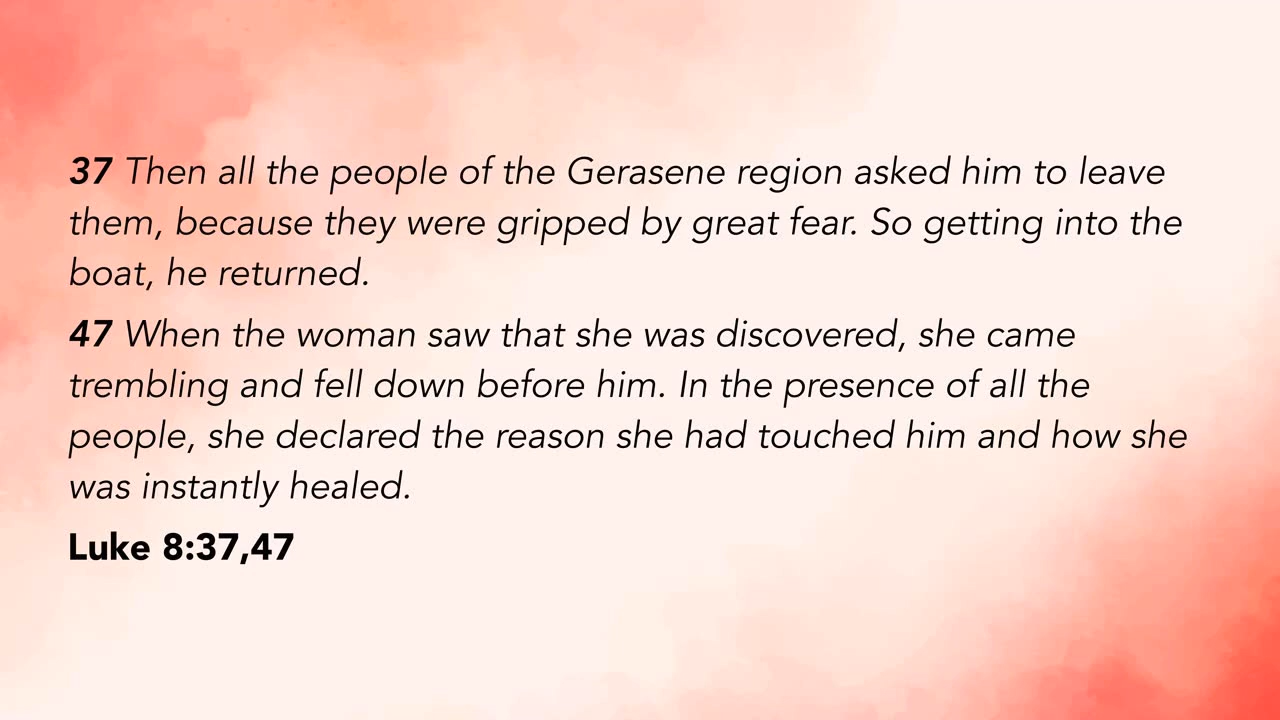 37 Then all the people of the Gerasene region asked him to leave
them, because they were gripped by great fear. So getting into the
boat, he returned.
47 When the woman saw that she was discovered, she came
trembling and fell down before him. In the presence of all the
people, she declared the reason she had touched him and how she
was instantly healed.
Luke 8:37,47